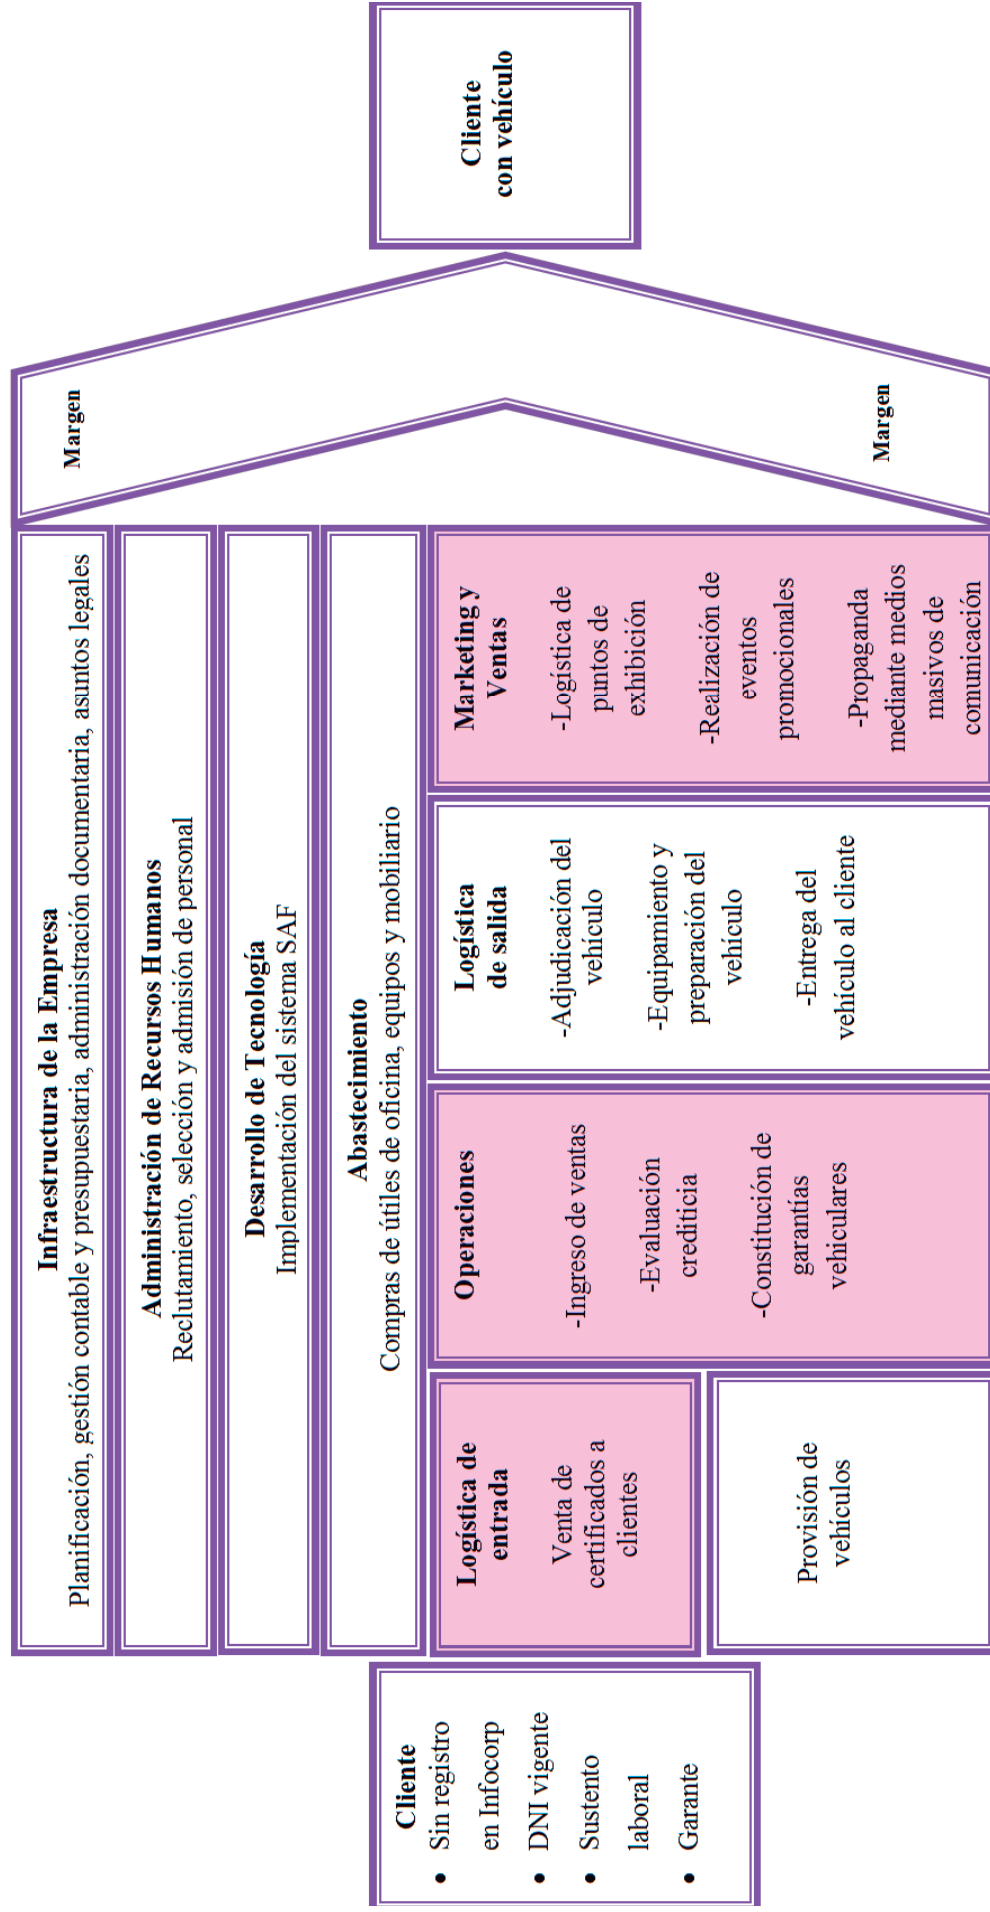 Infraestructura de la Empresa
Planificación, gestión contable y presupuestaria, administración documentaria, asuntos legales
Administración de Recursos Humanos
Reclutamiento, selección y admisión de personal
Desarrollo de Tecnología
Implementación del sistema SAF
Abastecimiento
Compras de útiles de oficina, equipos y mobiliario
Cliente
• Sin registro
en Infocorp
• DNI vigente
• Sustento
laboral
• Garante
Logística de
entrada
Venta de
certificados a
clientes
Provisión de
vehículos
Operaciones
-Ingreso de ventas
-Evaluación
crediticia
-Constitución de
garantías
vehiculares
Logística
de salida
-Adjudicación del
vehículo
-Equipamiento y
preparación del
vehículo
-Entrega del
vehículo al cliente
Marketing y
Ventas
-Logística de
puntos de
exhibición
-Realización de
eventos
promocionales
-Propaganda
mediante medios
masivos de
comunicación
Margen
Margen
Cliente
con vehículo